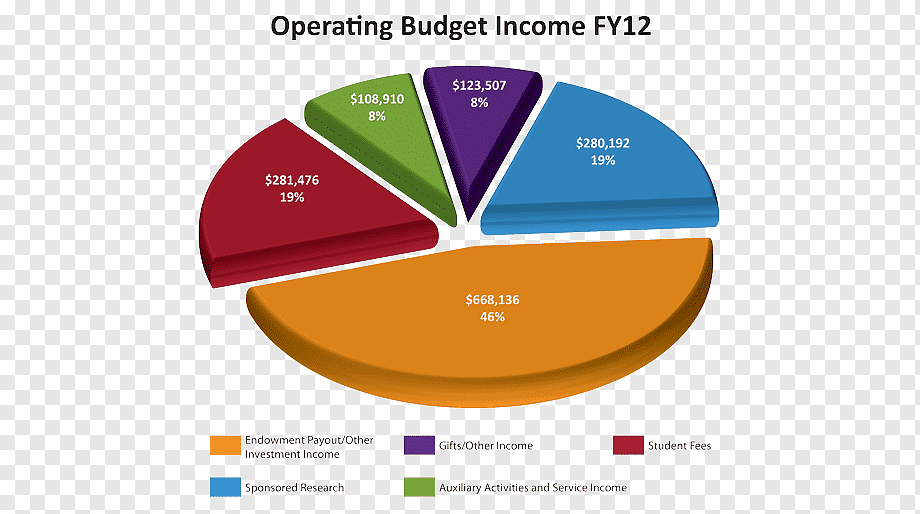 Operating Budget Income FY12
$123,507
8%
$108,910
8%
$280,192
19%
$281,476
19%
$668,136
46%
Endowment Payout/Other
Investment Income
Gifts/Other Income
Student Fees
Sponsored Research
Auxiliary Activities and Service Income